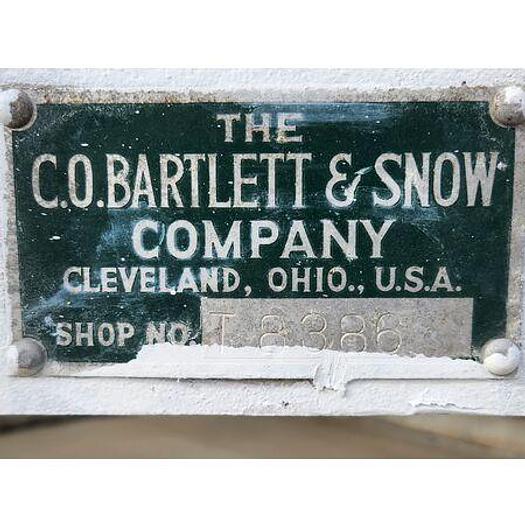 THE
C.O. BARTLETT & SNOW
COMPANY
CLEVELAND, OHIO., U.S.A.
SHOP NO. T 8386